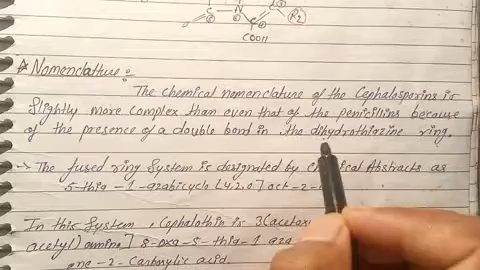 C N C R2
COOH
* Nomenclature :-
The chemical nomenclature of the Cephalosporins is
slightly more complex than even that of the penicillins because
of the presence of a double bond in the dihydrothiazine ring.
-> The fused ring system is designated by Chemical Abstracts as
5-thia-1-azabicyclo [4.2.0] oct-2-
In this system, Cephalothin is 3(acetox
acetyl) amino] 8-oxa-5-thia-1 aza
ene-2-Carboxylic acid.